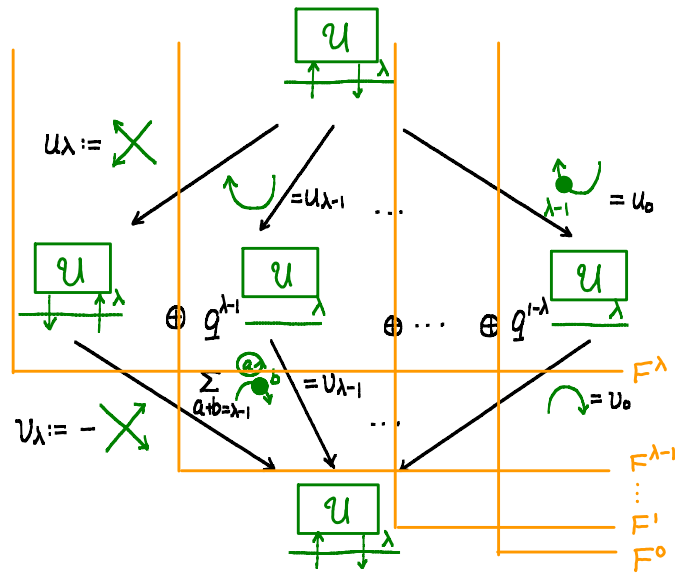 𝒰
λ
u_λ :=
= u_{λ-1}
...
λ-1
= u_0
𝒰
λ
⊕ q^{λ-1}
𝒰
λ
⊕ ...
⊕ q^{1-λ}
𝒰
λ
F^λ
∑_{a+b=λ-1}
b
= v_{λ-1}
= v_0
v_λ := -
...
F^{λ-1}
⋮
𝒰
λ
F^1
F^0